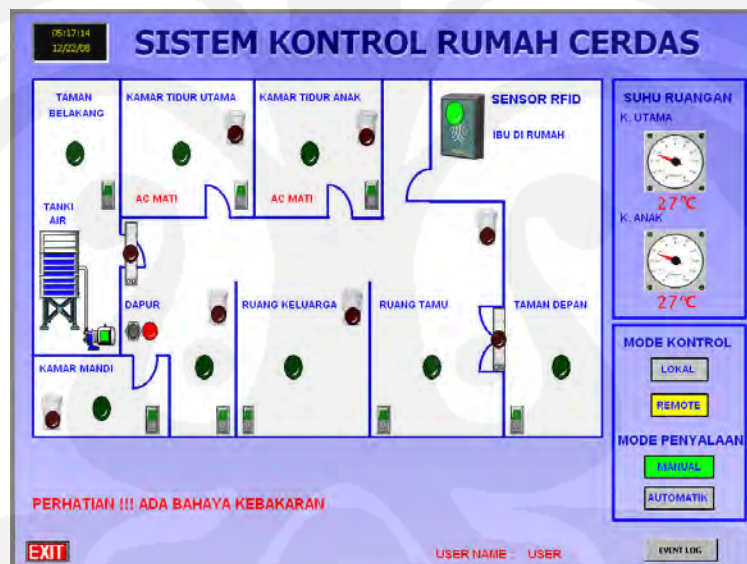 05:17:14
12/22/08
SISTEM KONTROL RUMAH CERDAS
TAMAN
BELAKANG
KAMAR TIDUR UTAMA
KAMAR TIDUR ANAK
SENSOR RFID
IBU DI RUMAH
AC MATI
AC MATI
TANKI
AIR
DAPUR
RUANG KELUARGA
RUANG TAMU
TAMAN DEPAN
KAMAR MANDI
SUHU RUANGAN
K. UTAMA
27°C
K. ANAK
27°C
MODE KONTROL
LOKAL
REMOTE
MODE PENYALAAN
MANUAL
AUTOMATIK
PERHATIAN !!! ADA BAHAYA KEBAKARAN
EXIT
USER NAME : USER
EVENT LOG